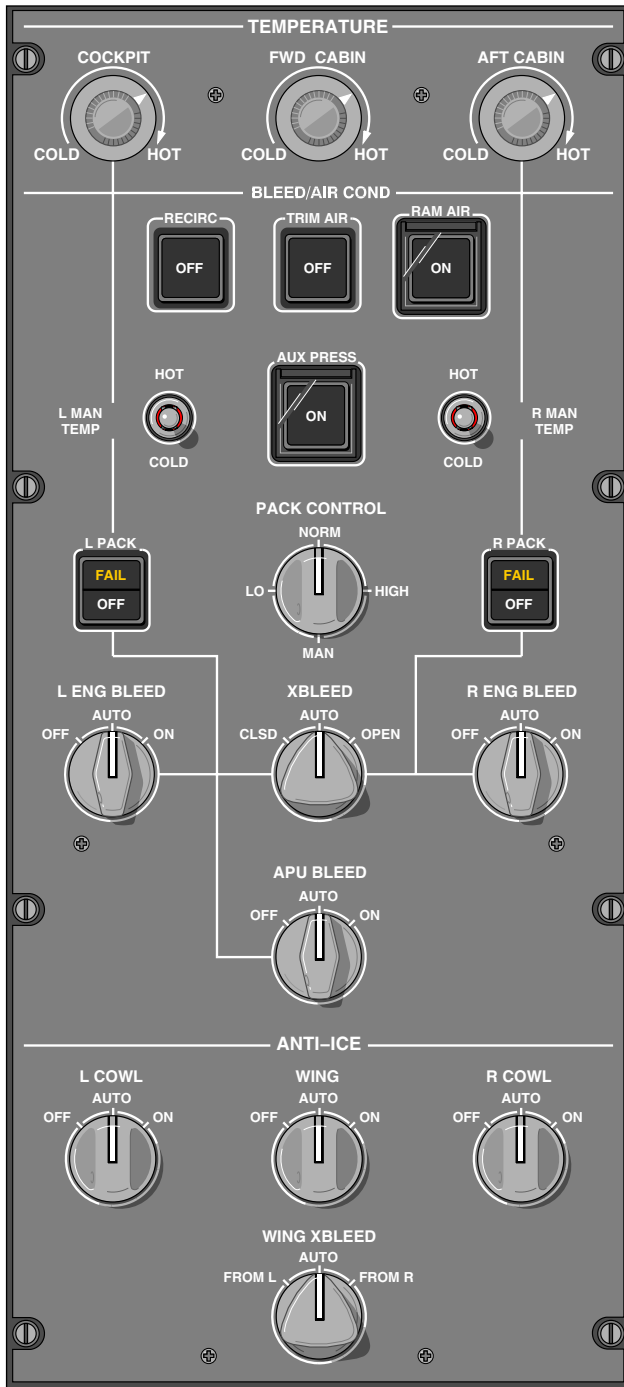 TEMPERATURE
COCKPIT FWD CABIN AFT CABIN
COLD HOT COLD HOT COLD HOT
BLEED/AIR COND
RECIRC TRIM AIR RAM AIR
OFF OFF ON
AUX PRESS
HOT HOT
L MAN TEMP ON R MAN TEMP
COLD COLD
PACK CONTROL
NORM
L PACK R PACK
FAIL FAIL
LO HIGH
OFF OFF
MAN
L ENG BLEED XBLEED R ENG BLEED
AUTO AUTO AUTO
OFF ON CLSD OPEN OFF ON
APU BLEED
AUTO
OFF ON
ANTI–ICE
L COWL WING R COWL
AUTO AUTO AUTO
OFF ON OFF ON OFF ON
WING XBLEED
AUTO
FROM L FROM R